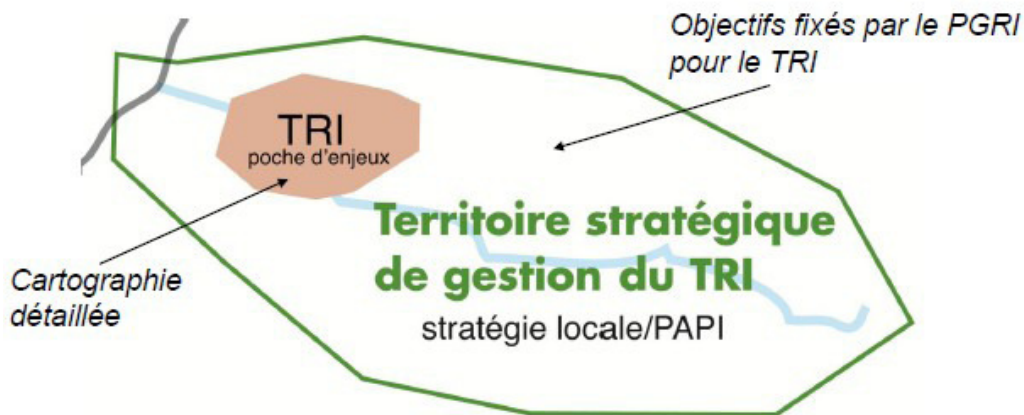 Objectifs fixés par le PGRI
pour le TRI
TRI
poche d'enjeux
Territoire stratégique
de gestion du TRI
stratégie locale/PAPI
Cartographie
détaillée